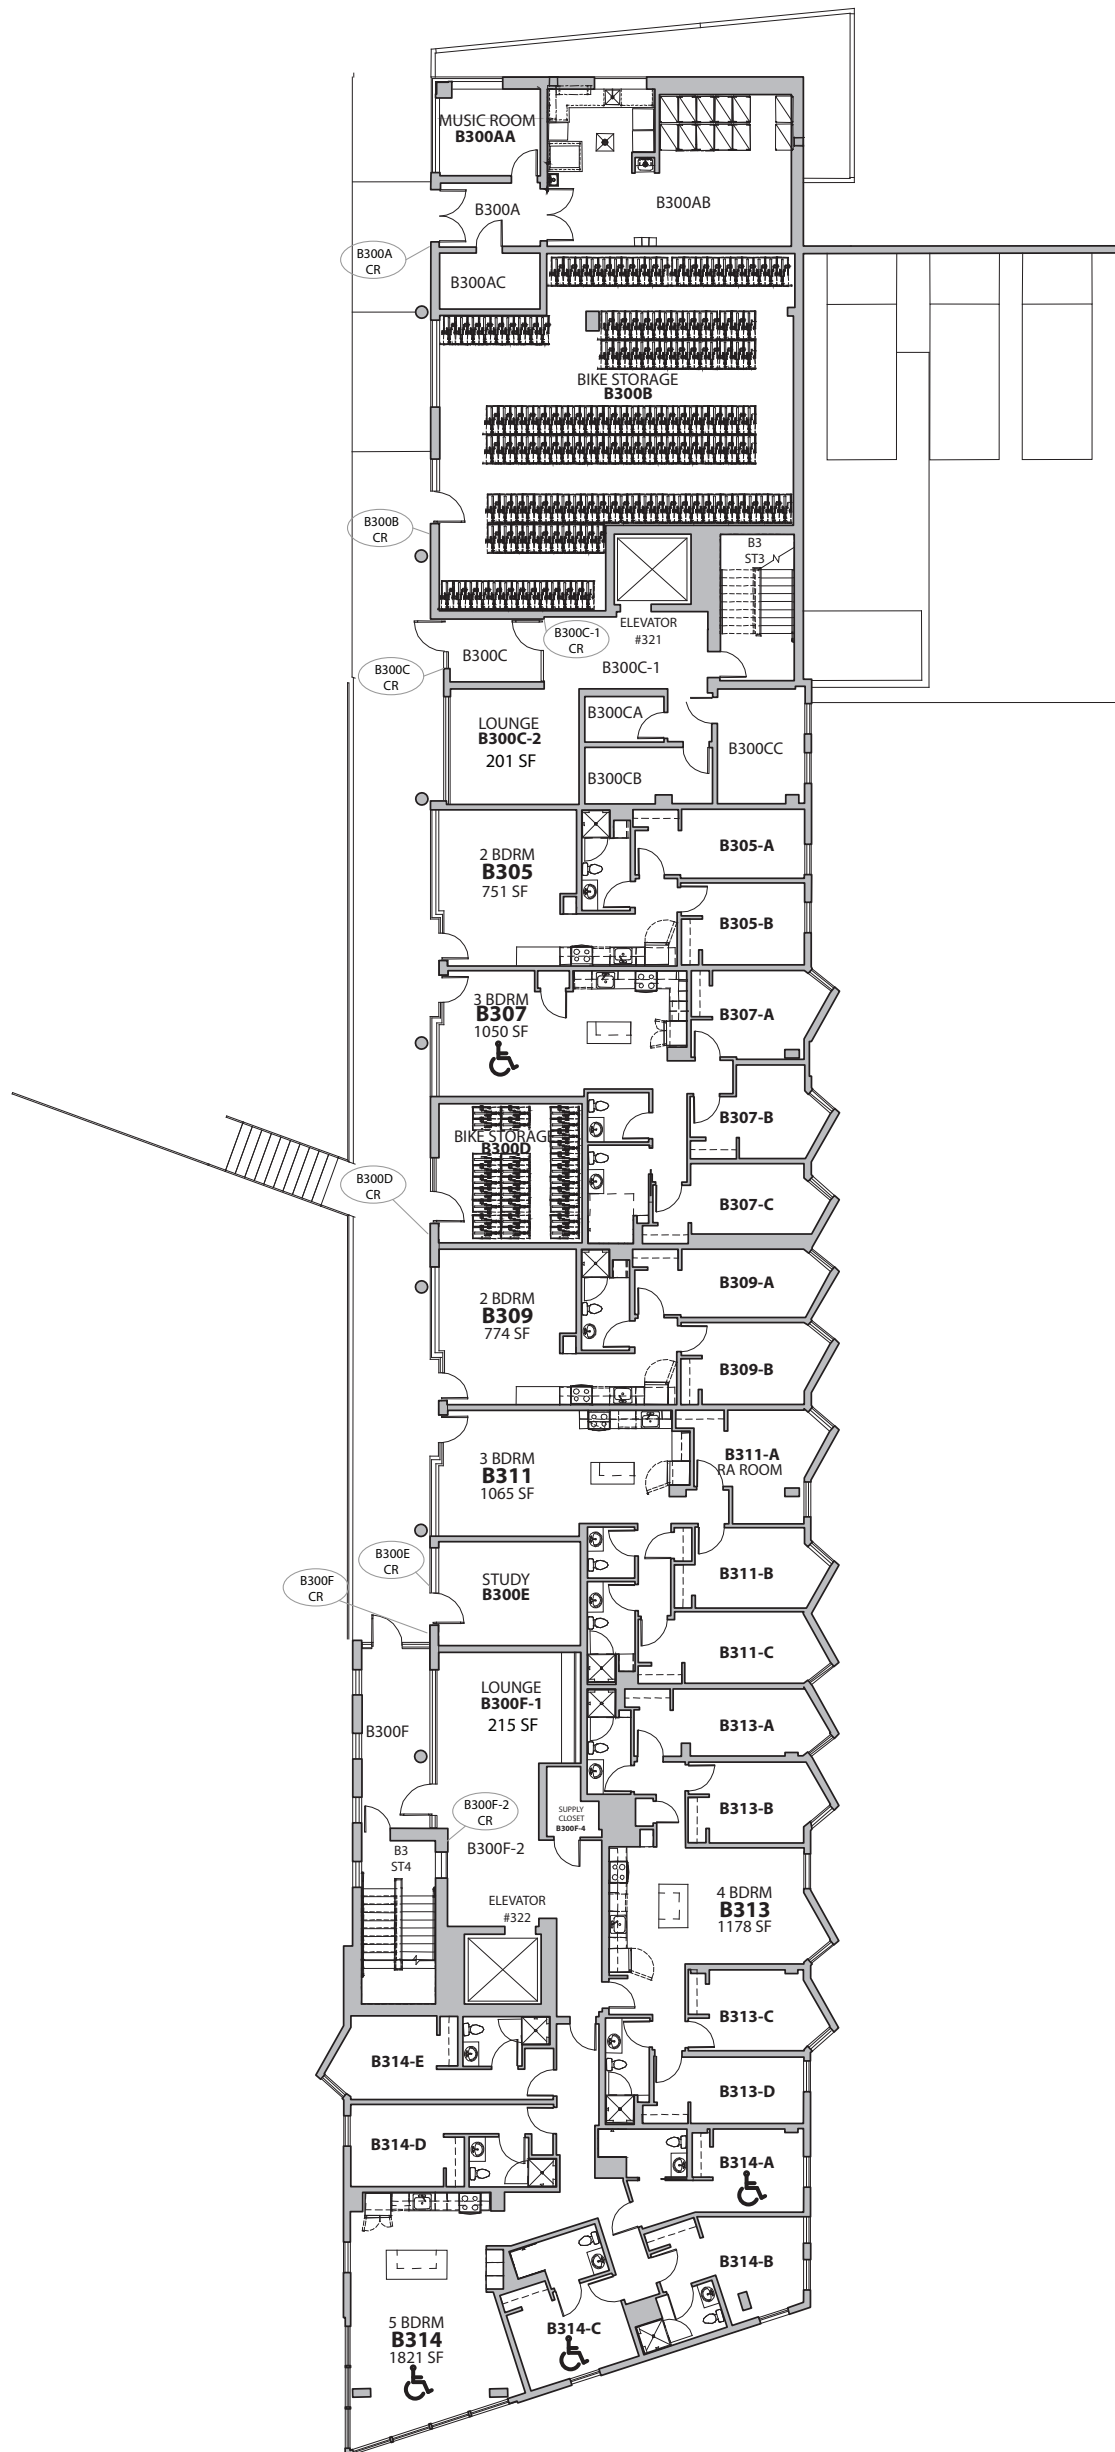 MUSIC ROOM
B300AA
B300A
B300AB
B300A
CR
B300AC
BIKE STORAGE
B300B
B300B
CR
B3
ST3
ELEVATOR
#321
B300C-1
CR
B300C
B300C-1
B300C
CR
LOUNGE
B300C-2
201 SF
B300CA
B300CB
B300CC
2 BDRM
B305
751 SF
B305-A
B305-B
3 BDRM
B307
1050 SF
B307-A
B307-B
B307-C
BIKE STORAGE
B300D
B300D
CR
2 BDRM
B309
774 SF
B309-A
B309-B
3 BDRM
B311
1065 SF
B311-A
RA ROOM
B311-B
B311-C
B300E
CR
B300F
CR
STUDY
B300E
LOUNGE
B300F-1
215 SF
B300F
B313-A
B313-B
SUPPLY
CLOSET
B300F-4
B300F-2
CR
B300F-2
B3
ST4
ELEVATOR
#322
4 BDRM
B313
1178 SF
B313-C
B313-D
B314-E
B314-D
B314-A
B314-B
B314-C
5 BDRM
B314
1821 SF